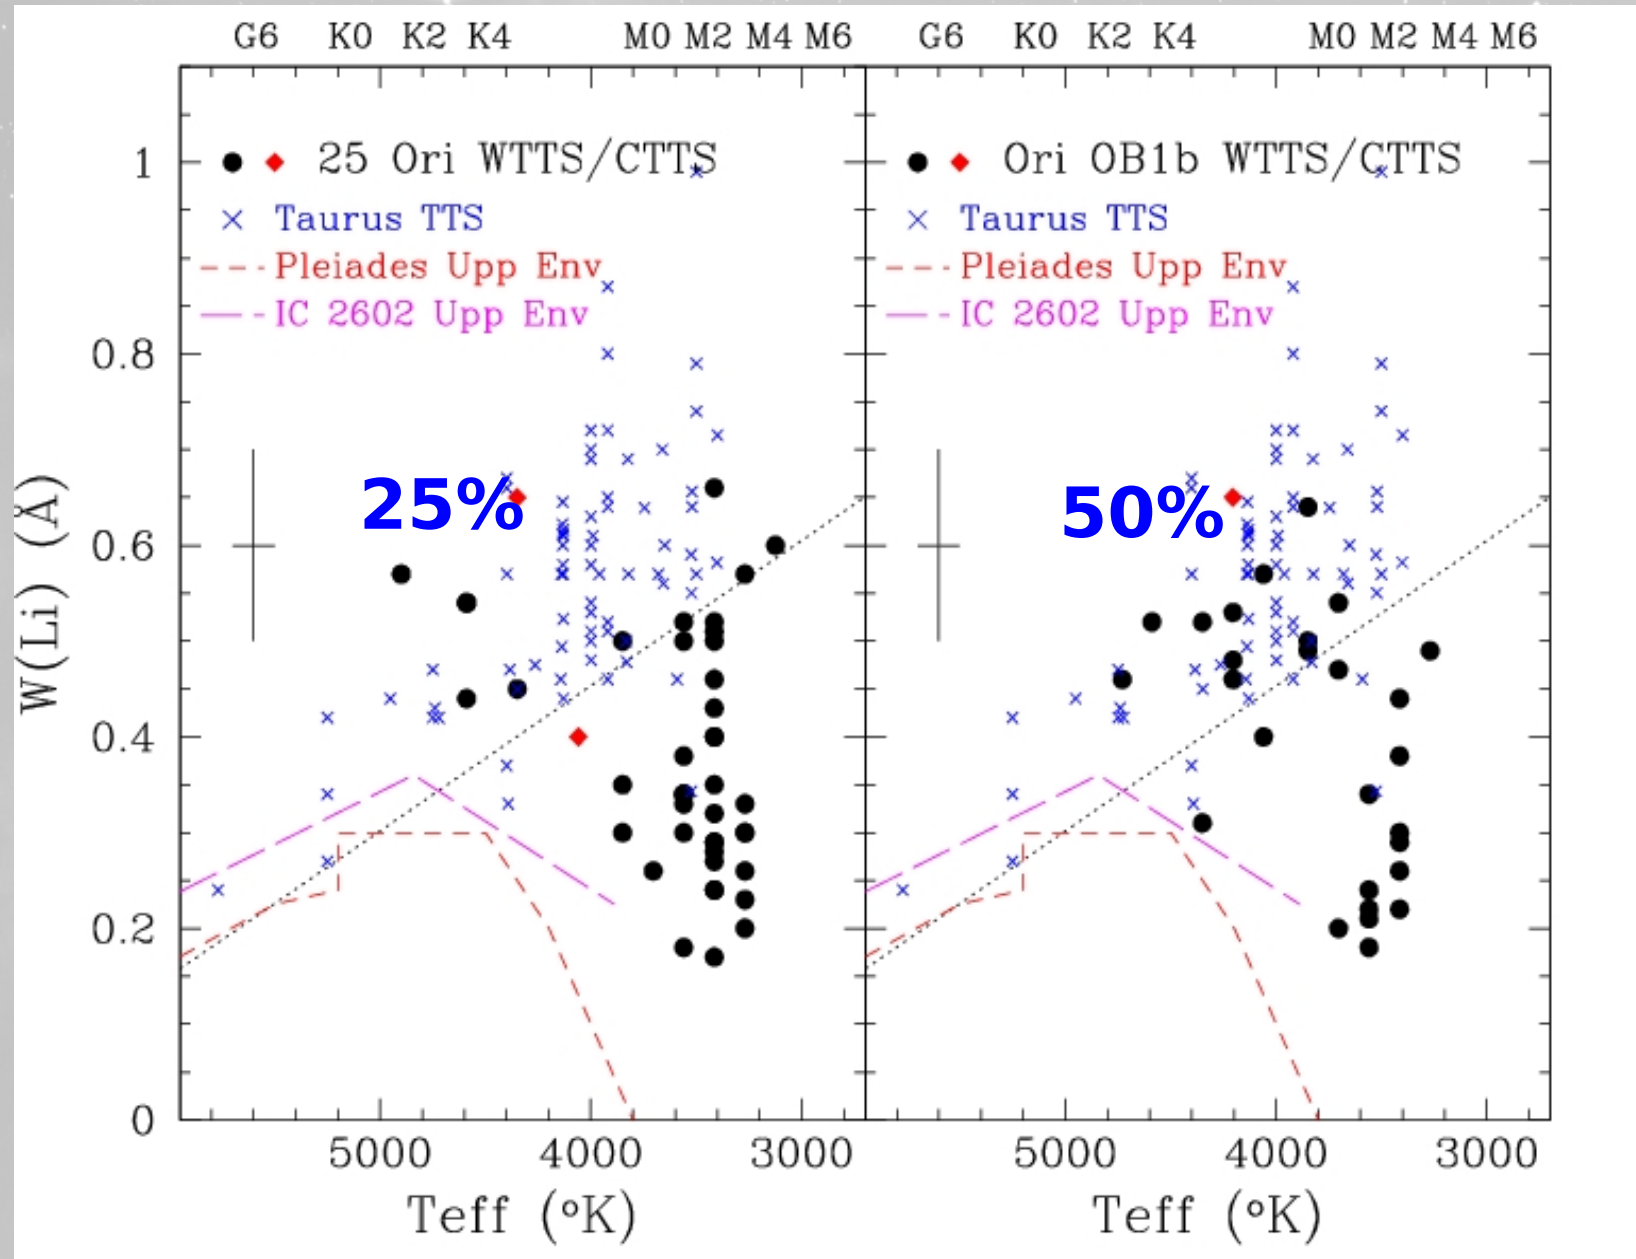 G6 K0 K2 K4 M0 M2 M4 M6 G6 K0 K2 K4 M0 M2 M4 M6
1 25 Ori WTTS/CTTS Ori OB1b WTTS/CTTS
Taurus TTS Taurus TTS
Pleiades Upp Env Pleiades Upp Env
IC 2602 Upp Env IC 2602 Upp Env
0.8
25% 50%
0.6
W(Li) (Å)
0.4
0.2
0
5000 4000 3000 5000 4000 3000
Teff (°K) Teff (°K)